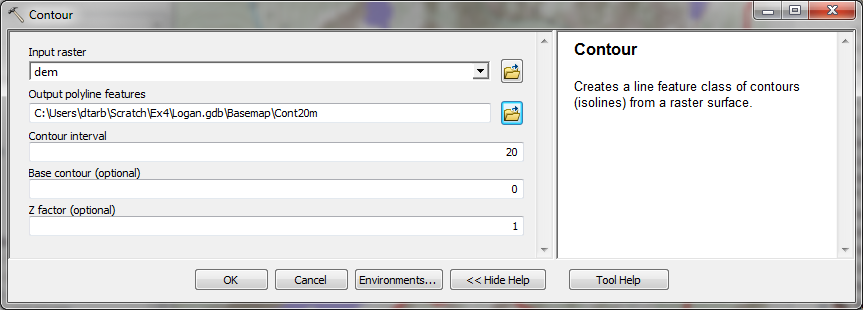 Contour
Input raster
dem
Output polyline features
C:\Users\dtarb\Scratch\Ex4\Logan.gdb\Basemap\Cont20m
Contour interval
20
Base contour (optional)
0
Z factor (optional)
1
Contour
Creates a line feature class of contours
(isolines) from a raster surface.
OK
Cancel
Environments...
<< Hide Help
Tool Help